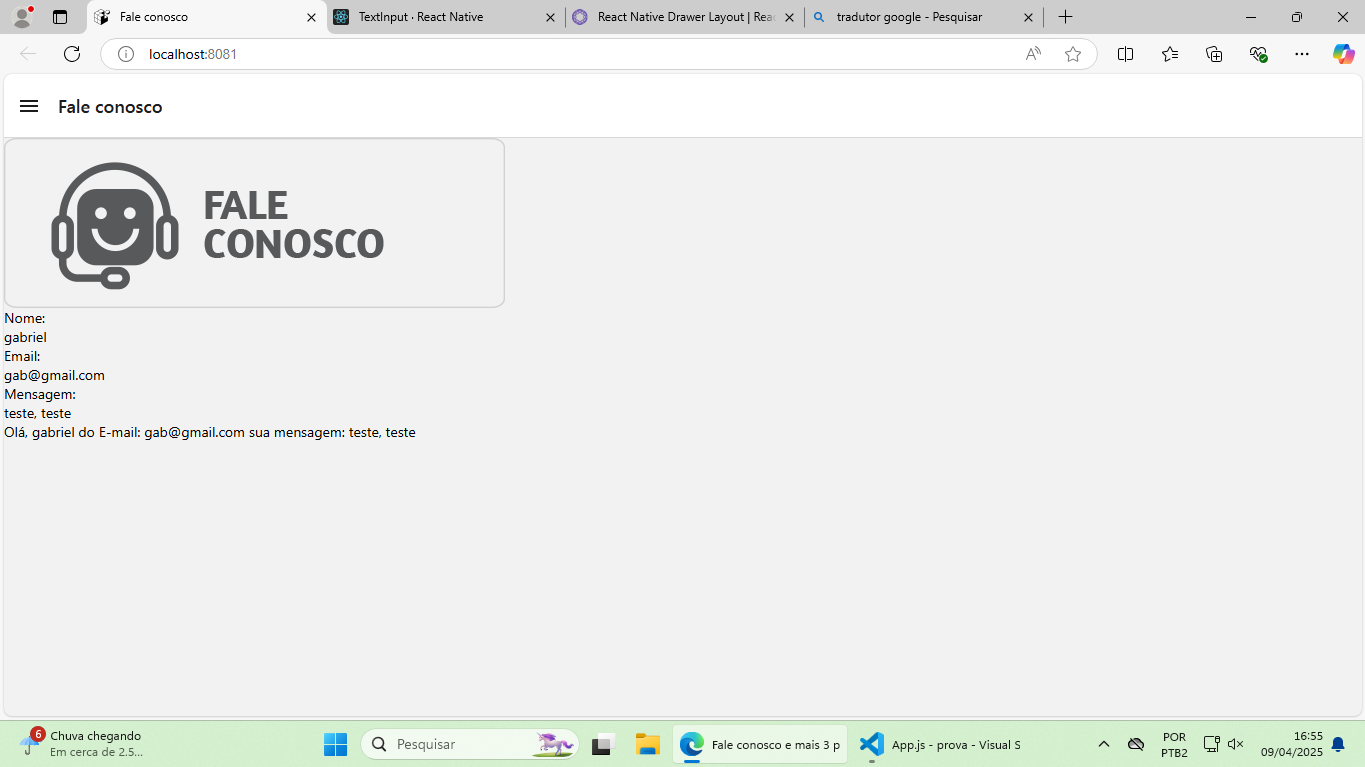 Fale conosco
TextInput · React Native
React Native Drawer Layout | Rea
tradutor google - Pesquisar
localhost:8081
Fale conosco
FALE
CONOSCO
Nome:
gabriel
Email:
gab@gmail.com
Mensagem:
teste, teste
Olá, gabriel do E-mail: gab@gmail.com sua mensagem: teste, teste
6
Chuva chegando
Em cerca de 2.5...
Pesquisar
Fale conosco e mais 3 p
App.js - prova - Visual S
POR
PTB2
16:55
09/04/2025